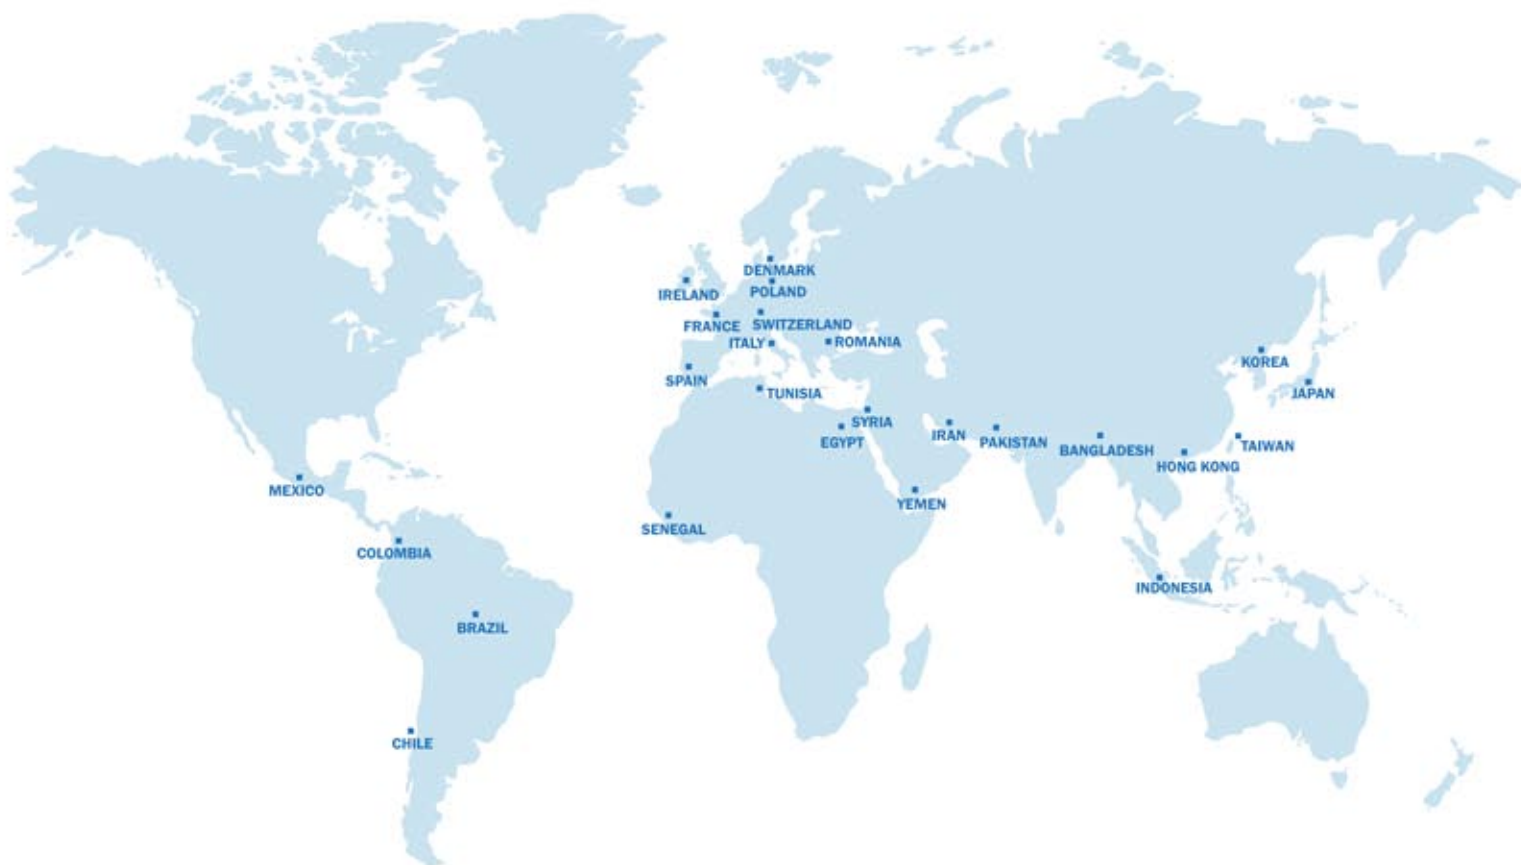 DENMARK
IRELAND
POLAND
FRANCE
SWITZERLAND
ITALY
ROMANIA
SPAIN
TUNISIA
KOREA
JAPAN
SYRIA
EGYPT
IRAN
PAKISTAN
BANGLADESH
TAIWAN
HONG KONG
MEXICO
YEMEN
SENEGAL
COLOMBIA
INDONESIA
BRAZIL
CHILE